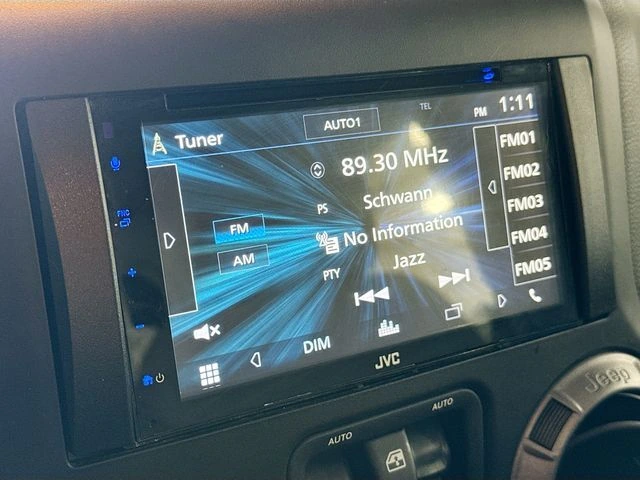 TEL
PM 1:11
Tuner
AUTO1
FM01
89.30 MHz
FM02
PS
Schwann
FM03
FM
No Information
FM04
AM
PTY
Jazz
FM05
FNC
DIM
JVC
AUTO
AUTO
Jeep